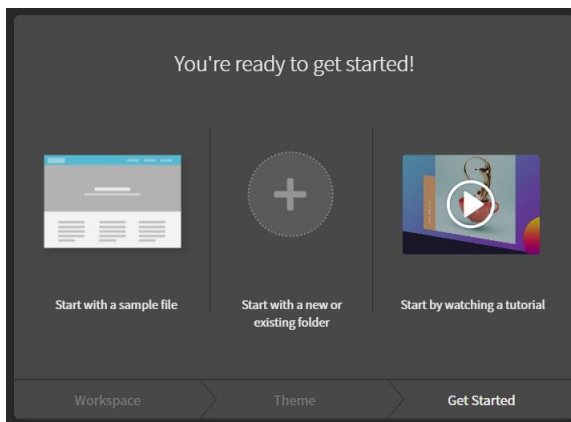 You're ready to get started!
Start with a sample file
Start with a new or
existing folder
Start by watching a tutorial
Workspace
Theme
Get Started